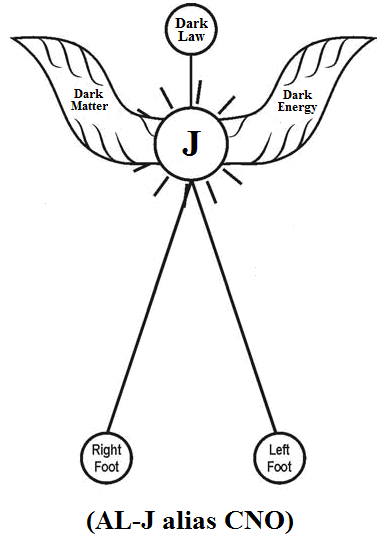 Dark
Law
Dark
Matter
Dark
Energy
J
Right
Foot
Left
Foot
(AL-J alias CNO)